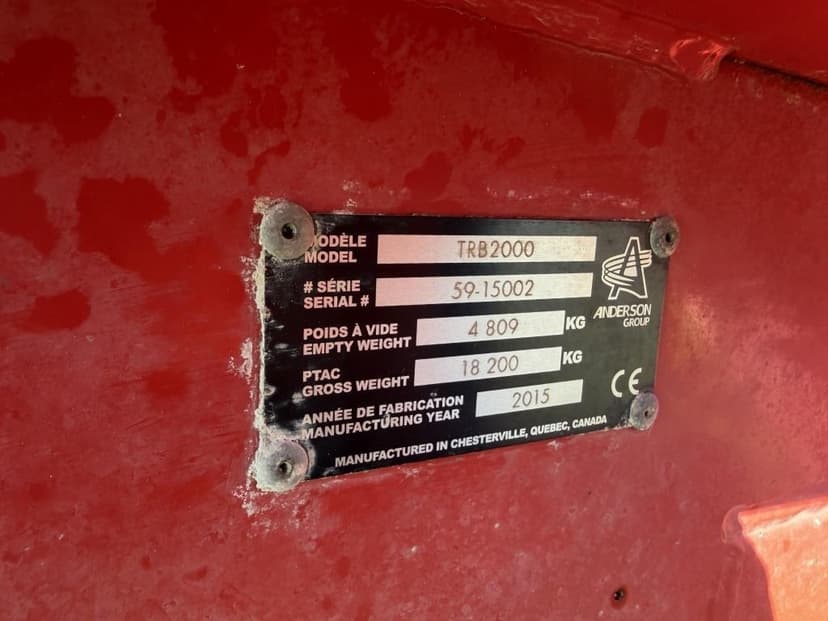 MODÈLE
MODEL
TRB2000
# SÉRIE
SERIAL #
59-15002
POIDS À VIDE
EMPTY WEIGHT
4 809 KG
PTAC
GROSS WEIGHT
18 200 KG
ANNÉE DE FABRICATION
MANUFACTURING YEAR
2015
MANUFACTURED IN CHESTERVILLE, QUEBEC, CANADA
ANDERSON
GROUP
CE